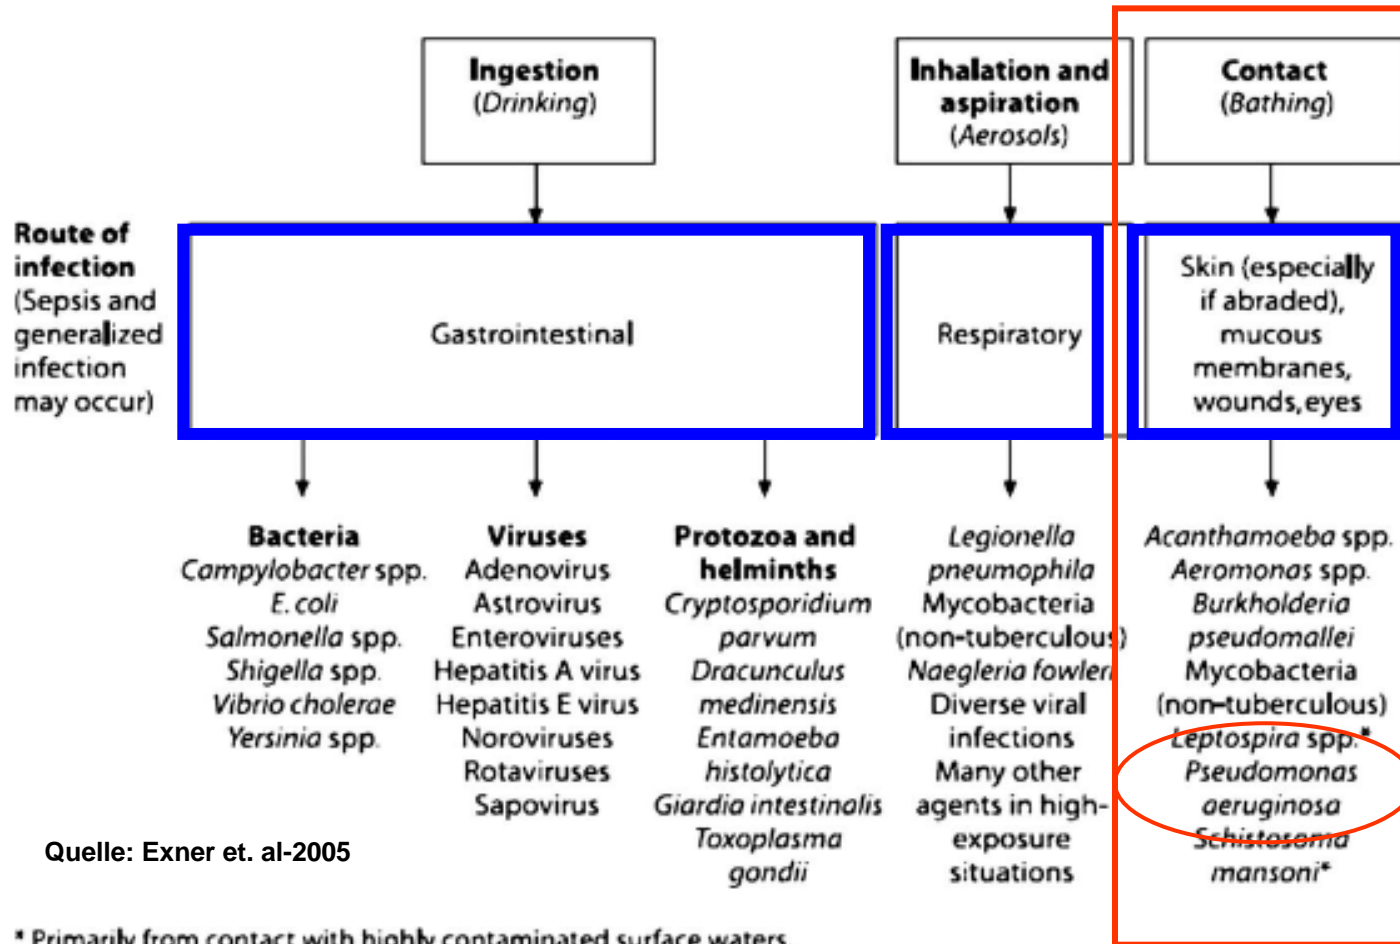 Ingestion
(Drinking)
Inhalation and
aspiration
(Aerosols)
Contact
(Bathing)
Route of
infection
(Sepsis and
generalized
infection
may occur)
Gastrointestinal
Respiratory
Skin (especially
if abraded),
mucous
membranes,
wounds, eyes
Bacteria
Campylobacter spp.
E. coli
Salmonella spp.
Shigella spp.
Vibrio cholerae
Yersinia spp.
Viruses
Adenovirus
Astrovirus
Enteroviruses
Hepatitis A virus
Hepatitis E virus
Noroviruses
Rotaviruses
Sapovirus
Protozoa and
helminths
Cryptosporidium
parvum
Dracunculus
medinensis
Entamoeba
histolytica
Giardia intestinalis
Toxoplasma
gondii
Legionella
pneumophila
Mycobacteria
(non-tuberculous)
Naegleria fowleri
Diverse viral
infections
Many other
agents in high-
exposure
situations
Acanthamoeba spp.
Aeromonas spp.
Burkholderia
pseudomallei
Mycobacteria
(non-tuberculous)
Leptospira spp.*
Pseudomonas
aeruginosa
Schistosoma
mansoni*
Quelle: Exner et. al-2005
* Primarily from contact with highly contaminated surface waters